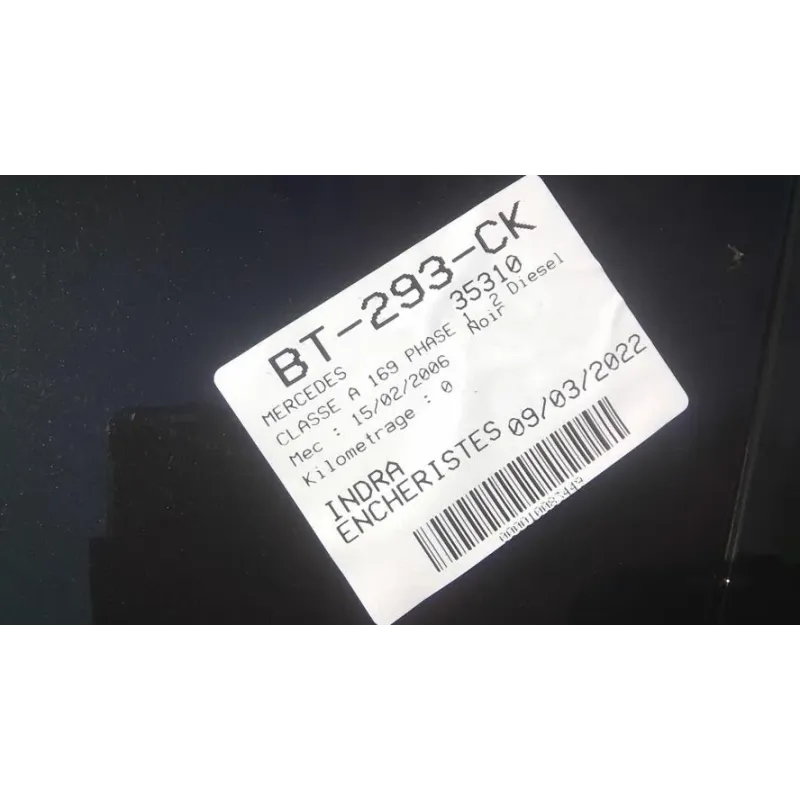 BT-293-CK
MERCEDES 35310
CLASSE A 169 PHASE 1 2 Diesel
Mec : 15/02/2006 Noir
Kilometrage : 0
INDRA
ENCHERISTES 09/03/2022